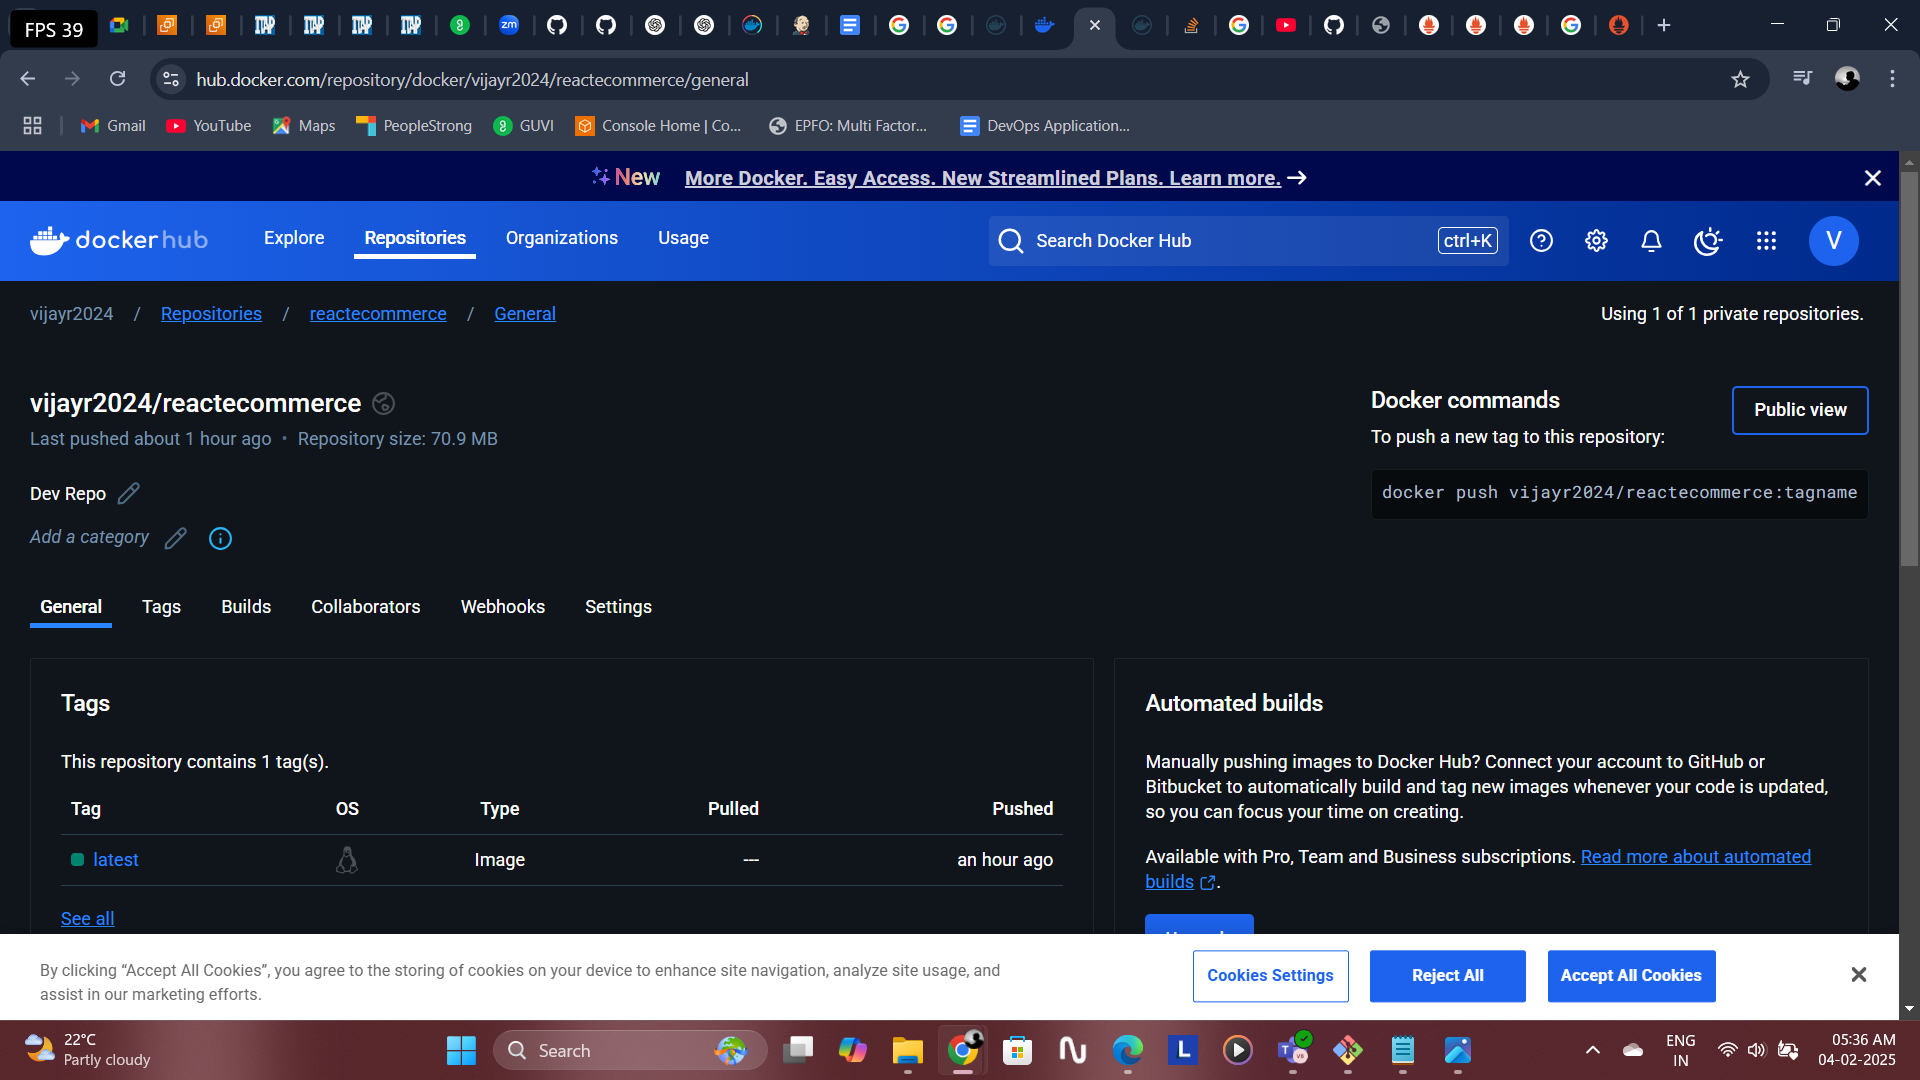 FPS 39
hub.docker.com/repository/docker/vijayr2024/reactecommerce/general
Gmail
YouTube
Maps
PeopleStrong
GUVI
Console Home | Co...
EPFO: Multi Factor...
DevOps Application...
New More Docker. Easy Access. New Streamlined Plans. Learn more. →
dockerhub
Explore
Repositories
Organizations
Usage
Search Docker Hub
ctrl+K
V
vijayr2024 / Repositories / reactecommerce / General
Using 1 of 1 private repositories.
vijayr2024/reactecommerce
Last pushed about 1 hour ago • Repository size: 70.9 MB
Dev Repo
Add a category
Docker commands
Public view
To push a new tag to this repository:
docker push vijayr2024/reactecommerce:tagname
General
Tags
Builds
Collaborators
Webhooks
Settings
Tags
This repository contains 1 tag(s).
Tag OS Type Pulled Pushed
latest Image --- an hour ago
See all
Automated builds
Manually pushing images to Docker Hub? Connect your account to GitHub or
Bitbucket to automatically build and tag new images whenever your code is updated,
so you can focus your time on creating.
Available with Pro, Team and Business subscriptions. Read more about automated
builds.
By clicking “Accept All Cookies”, you agree to the storing of cookies on your device to enhance site navigation, analyze site usage, and
assist in our marketing efforts.
Cookies Settings
Reject All
Accept All Cookies
22°C
Partly cloudy
Search
ENG
IN
05:36 AM
04-02-2025